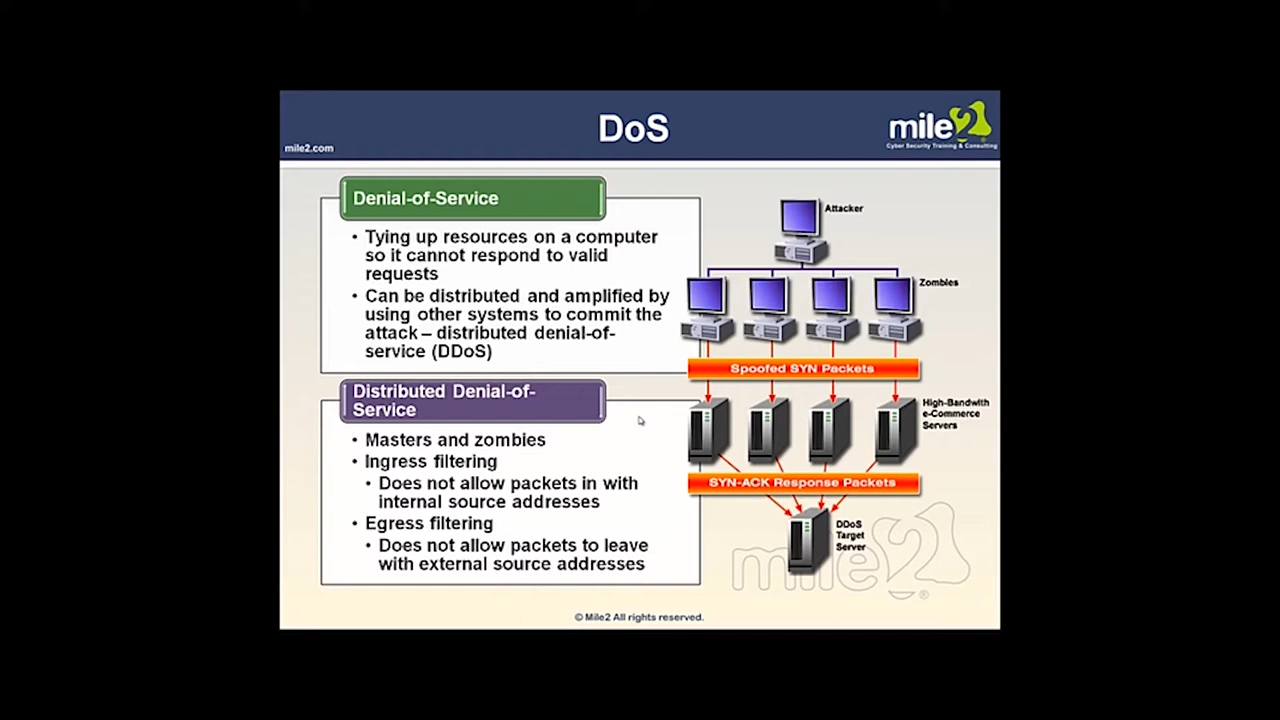 DoS
mile2
Cyber Security Training & Consulting
mile2.com
Denial-of-Service
• Tying up resources on a computer
so it cannot respond to valid
requests
• Can be distributed and amplified by
using other systems to commit the
attack – distributed denial-of-
service (DDoS)
Distributed Denial-of-
Service
• Masters and zombies
• Ingress filtering
• Does not allow packets in with
internal source addresses
• Egress filtering
• Does not allow packets to leave
with external source addresses
Attacker
Zombies
Spoofed SYN Packets
High-Bandwith
e-Commerce
Servers
SYN-ACK Response Packets
DDoS
Target
Server
mile2®
© Mile2 All rights reserved.